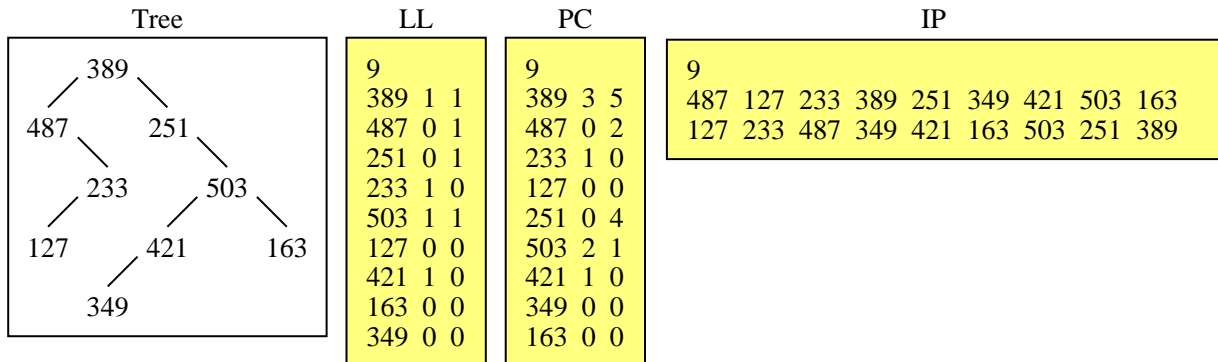 Tree
389
487 251
233 503
127 421 163
349
LL
9
389 1 1
487 0 1
251 0 1
233 1 0
503 1 1
127 0 0
421 1 0
163 0 0
349 0 0
PC
9
389 3 5
487 0 2
233 1 0
127 0 0
251 0 4
503 2 1
421 1 0
349 0 0
163 0 0
IP
9
487 127 233 389 251 349 421 503 163
127 233 487 349 421 163 503 251 389